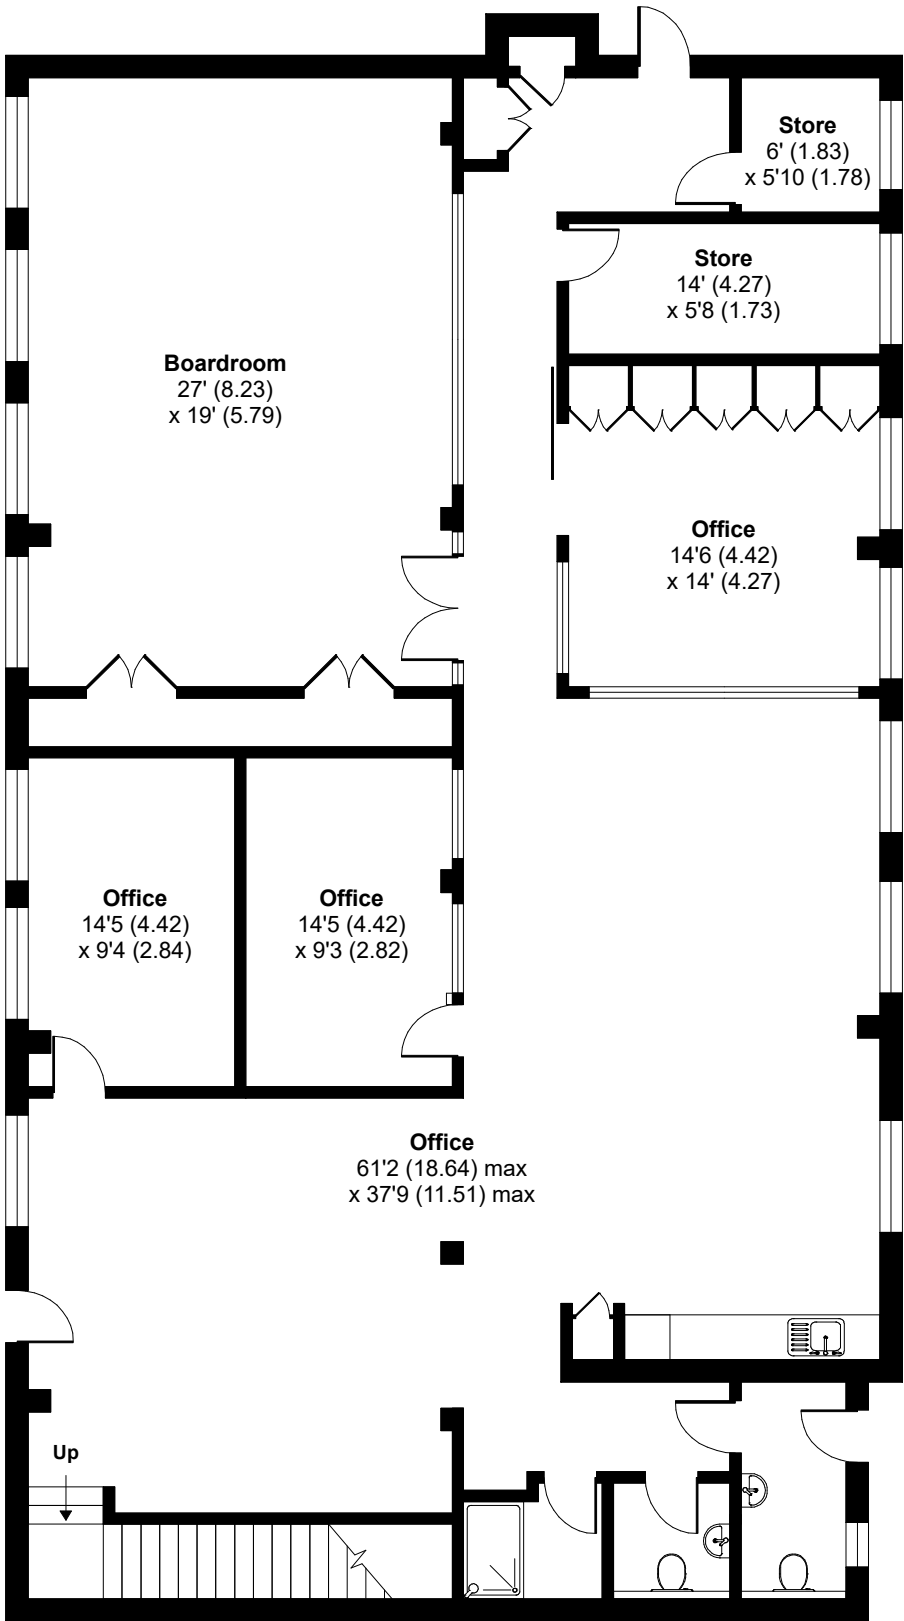 Store
6' (1.83)
x 5'10 (1.78)
Store
14' (4.27)
x 5'8 (1.73)
Boardroom
27' (8.23)
x 19' (5.79)
Office
14'6 (4.42)
x 14' (4.27)
Office
14'5 (4.42)
x 9'4 (2.84)
Office
14'5 (4.42)
x 9'3 (2.82)
Office
61'2 (18.64) max
x 37'9 (11.51) max
Up